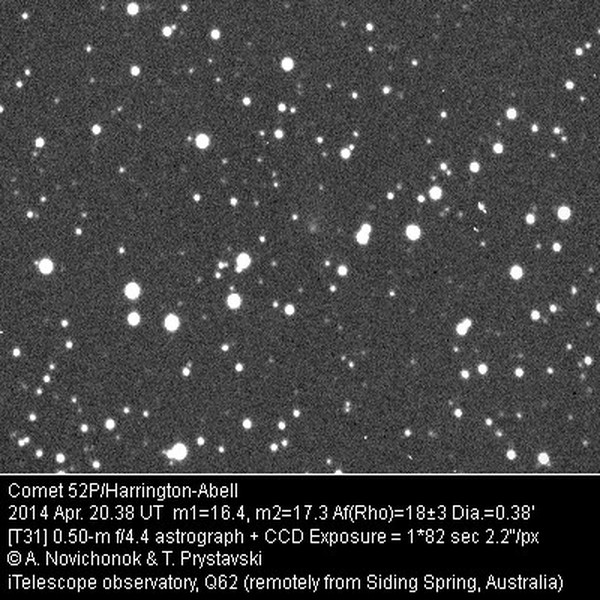 Comet 52P/Harrington-Abell
2014 Apr. 20.38 UT m1=16.4, m2=17.3 Af(Rho)=18±3 Dia.=0.38'
[T31] 0.50-m f/4.4 astrograph + CCD Exposure = 1*82 sec 2.2"/px
© A. Novichonok & T. Prystavski
iTelescope observatory, Q62 (remotely from Siding Spring, Australia)